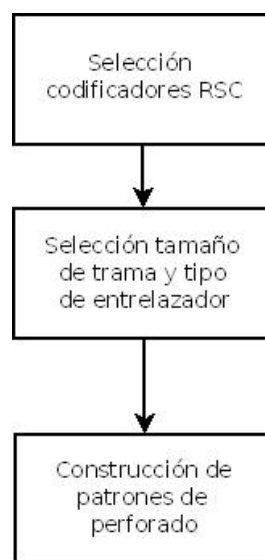 Selección
codificadores RSC
Selección tamaño
de trama y tipo
de entrelazador
Construcción de
patrones de
perforado